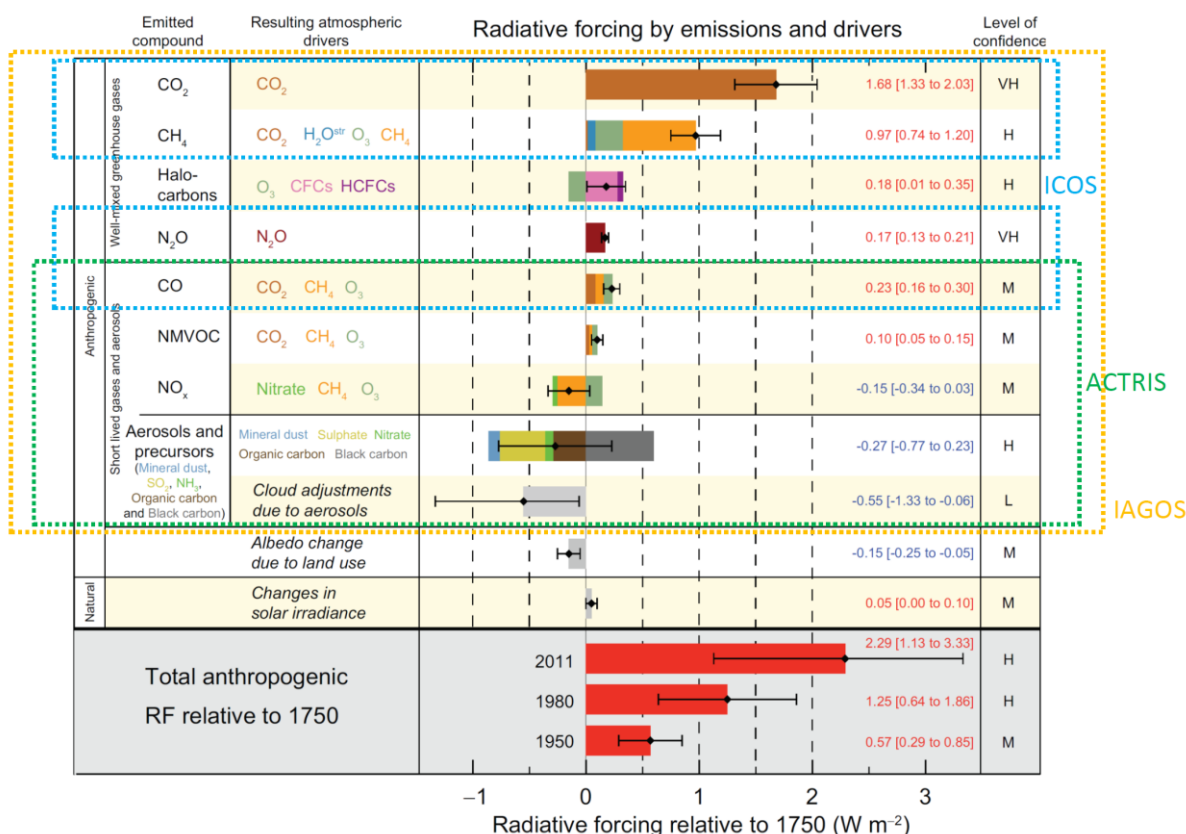 Emitted compound
Resulting atmospheric drivers
Radiative forcing by emissions and drivers
Level of confidence
Anthropogenic
Well-mixed greenhouse gases
CO₂
CO₂
1.68 [1.33 to 2.03]
VH
CH₄
CO₂ H₂Oˢᵗʳ O₃ CH₄
0.97 [0.74 to 1.20]
H
Halo-
carbons
O₃ CFCs HCFCs
0.18 [0.01 to 0.35]
H
ICOS
N₂O
N₂O
0.17 [0.13 to 0.21]
VH
Short lived gases and aerosols
CO
CO₂ CH₄ O₃
0.23 [0.16 to 0.30]
M
NMVOC
CO₂ CH₄ O₃
0.10 [0.05 to 0.15]
M
NOₓ
Nitrate CH₄ O₃
-0.15 [-0.34 to 0.03]
M
ACTRIS
Aerosols and
precursors
(Mineral dust,
SO₂, NH₃,
Organic carbon
and Black carbon)
Mineral dust Sulphate Nitrate
Organic carbon Black carbon
-0.27 [-0.77 to 0.23]
H
Cloud adjustments
due to aerosols
-0.55 [-1.33 to -0.06]
L
IAGOS
Albedo change
due to land use
-0.15 [-0.25 to -0.05]
M
Natural
Changes in
solar irradiance
0.05 [0.00 to 0.10]
M
Total anthropogenic
RF relative to 1750
2011
2.29 [1.13 to 3.33]
H
1980
1.25 [0.64 to 1.86]
H
1950
0.57 [0.29 to 0.85]
M
−1 0 1 2 3
Radiative forcing relative to 1750 (W m⁻²)